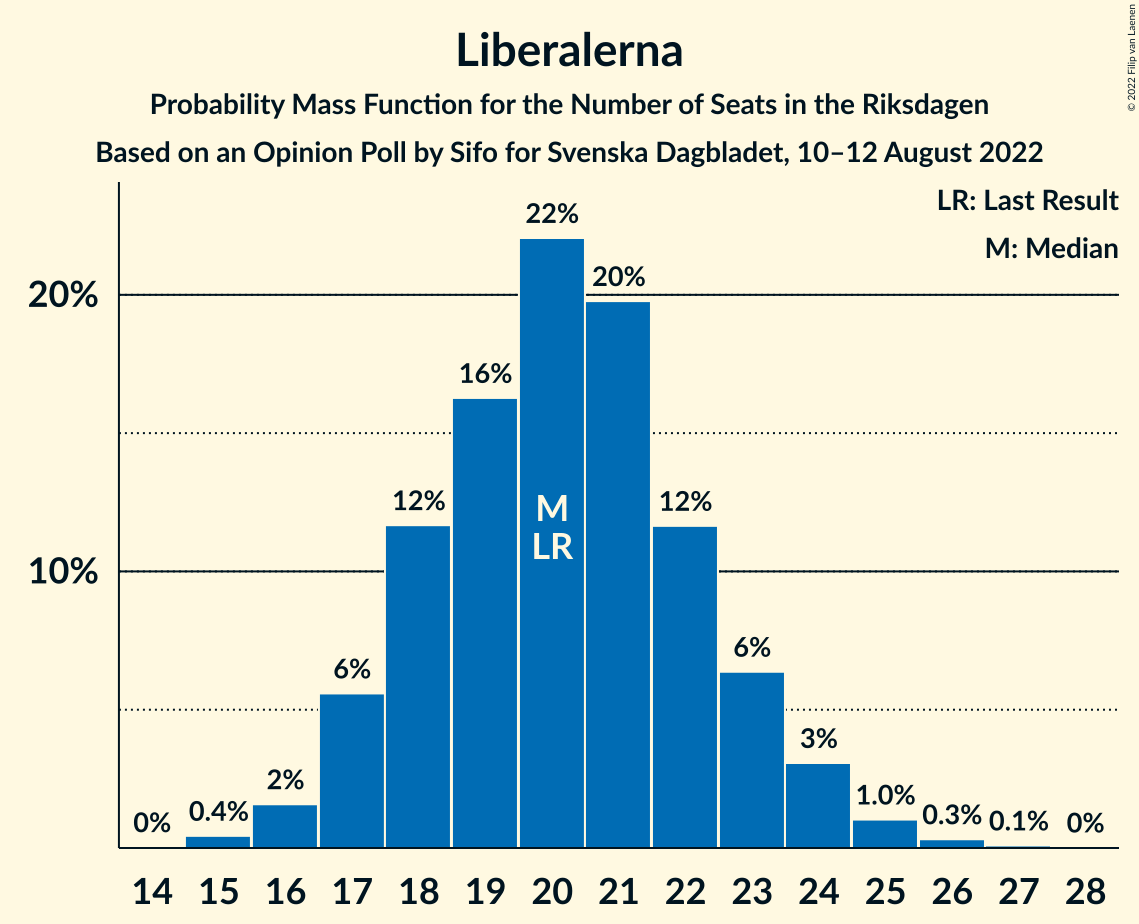 Liberalerna
Probability Mass Function for the Number of Seats in the Riksdagen
Based on an Opinion Poll by Sifo for Svenska Dagbladet, 10–12 August 2022
© 2022 Filip van Laenen
LR: Last Result
M: Median
20%
10%
0%
0.4%
2%
6%
12%
16%
22%
20%
12%
6%
3%
1.0%
0.3%
0.1%
0%
M
LR
14 15 16 17 18 19 20 21 22 23 24 25 26 27 28